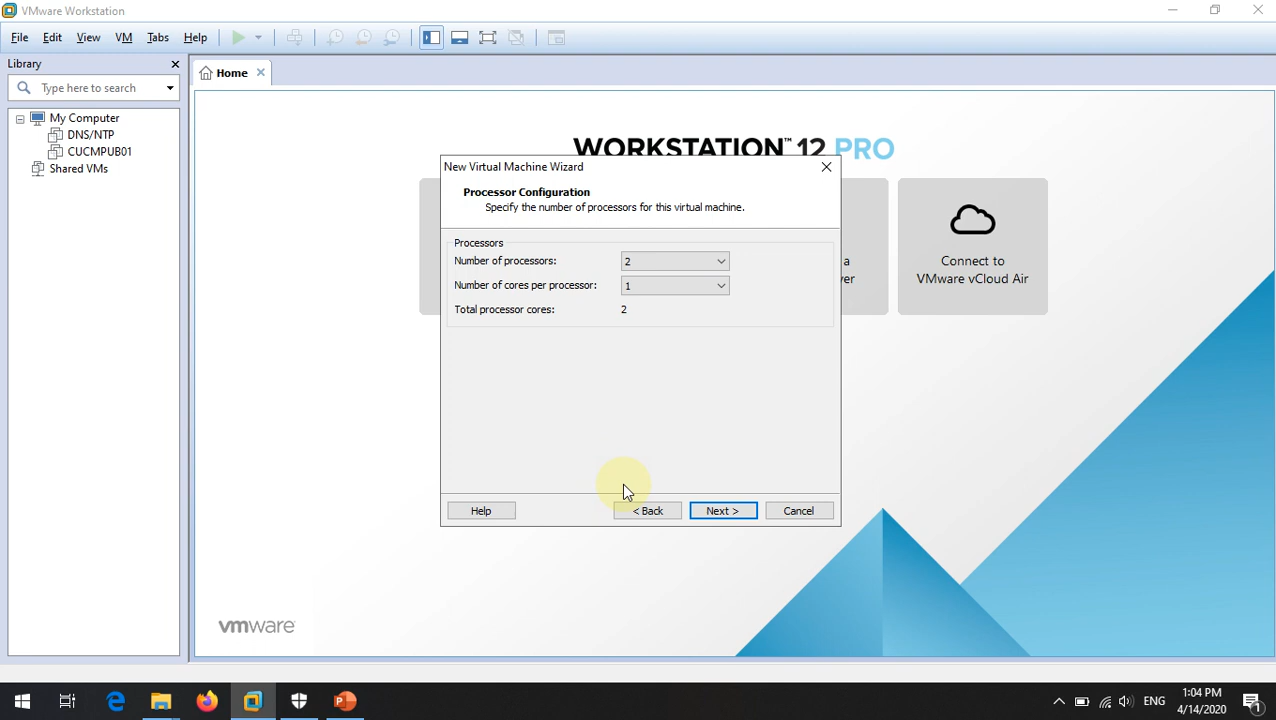 VMware Workstation
File Edit View VM Tabs Help
Library
Type here to search
My Computer
DNS/NTP
CUCMPUB01
Shared VMs
Home
WORKSTATION™ 12 PRO
New Virtual Machine Wizard
Processor Configuration
Specify the number of processors for this virtual machine.
Processors
Number of processors: 2
Number of cores per processor: 1
Total processor cores: 2
Help < Back Next > Cancel
a
Connect to
VMware vCloud Air
vmware
ENG
1:04 PM
4/14/2020
1